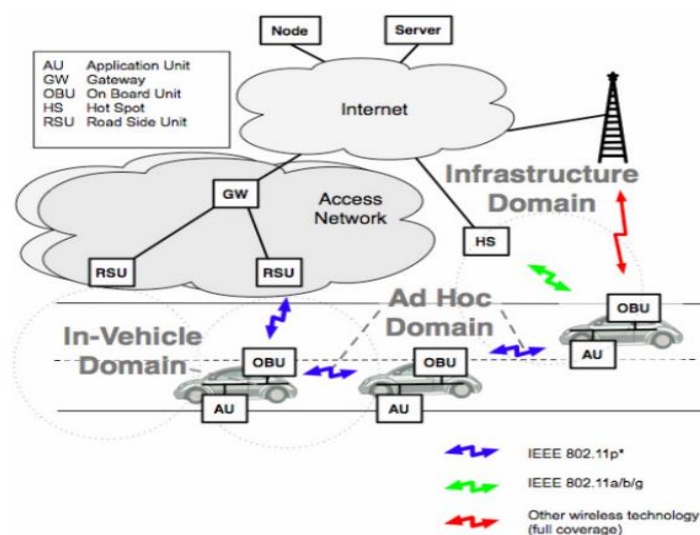 Node
Server
AU Application Unit
GW Gateway
OBU On Board Unit
HS Hot Spot
RSU Road Side Unit
Internet
Infrastructure
Domain
GW
Access
Network
HS
RSU
RSU
Ad Hoc
Domain
OBU
In-Vehicle
Domain
OBU
OBU
AU
AU
AU
IEEE 802.11p*
IEEE 802.11a/b/g
Other wireless technology
(full coverage)